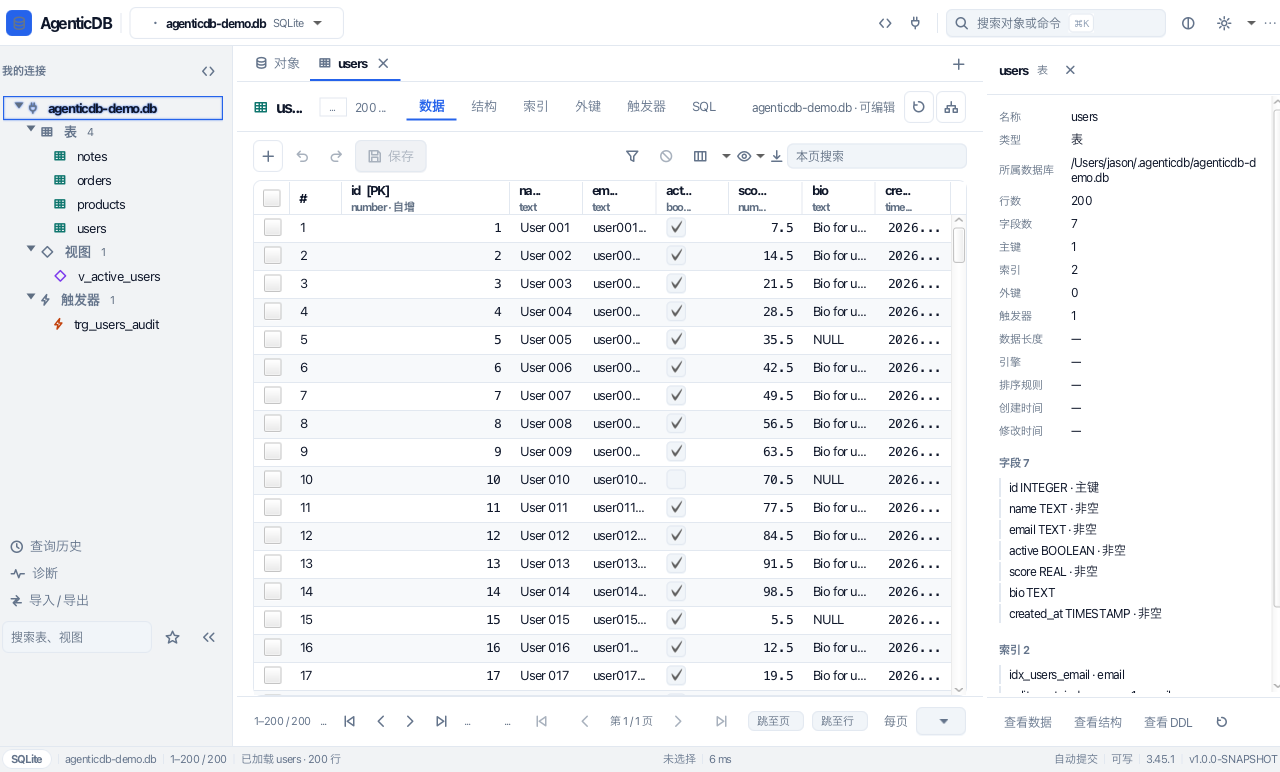 AgenticDB agenticdb-demo.db SQLite 搜索对象或命令 ⌘K ...
我的连接
agenticdb-demo.db
表 4
notes
orders
products
users
视图 1
v_active_users
触发器 1
trg_users_audit
查询历史
诊断
导入 / 导出
搜索表、视图
对象 users
us... ... 200 ... 数据 结构 索引 外键 触发器 SQL agenticdb-demo.db · 可编辑
保存 本页搜索
# id [PK] na... em... act... sco... bio cre...
number · 自增 text text boo... num... text time...
1 1 User 001 user001... 7.5 Bio for u... 2026...
2 2 User 002 user00... 14.5 Bio for u... 2026...
3 3 User 003 user00... 21.5 Bio for u... 2026...
4 4 User 004 user00... 28.5 Bio for u... 2026...
5 5 User 005 user00... 35.5 NULL 2026...
6 6 User 006 user00... 42.5 Bio for u... 2026...
7 7 User 007 user00... 49.5 Bio for u... 2026...
8 8 User 008 user00... 56.5 Bio for u... 2026...
9 9 User 009 user00... 63.5 Bio for u... 2026...
10 10 User 010 user010... 70.5 NULL 2026...
11 11 User 011 user011... 77.5 Bio for u... 2026...
12 12 User 012 user012... 84.5 Bio for u... 2026...
13 13 User 013 user013... 91.5 Bio for u... 2026...
14 14 User 014 user014... 98.5 Bio for u... 2026...
15 15 User 015 user015... 5.5 NULL 2026...
16 16 User 016 user01... 12.5 Bio for u... 2026...
17 17 User 017 user017... 19.5 Bio for u... 2026...
1–200 / 200 ... ... ... 第 1 / 1 页 跳至页 跳至行 每页
users 表
名称 users
类型 表
所属数据库 /Users/jason/.agenticdb/agenticdb-d
emo.db
行数 200
字段数 7
主键 1
索引 2
外键 0
触发器 1
数据长度 —
引擎 —
排序规则 —
创建时间 —
修改时间 —
字段 7
id INTEGER · 主键
name TEXT · 非空
email TEXT · 非空
active BOOLEAN · 非空
score REAL · 非空
bio TEXT
created_at TIMESTAMP · 非空
索引 2
idx_users_email · email
查看数据 查看结构 查看 DDL
SQLite agenticdb-demo.db 1–200 / 200 已加载 users · 200 行 未选择 6 ms 自动提交 可写 3.45.1 v1.0.0-SNAPSHOT